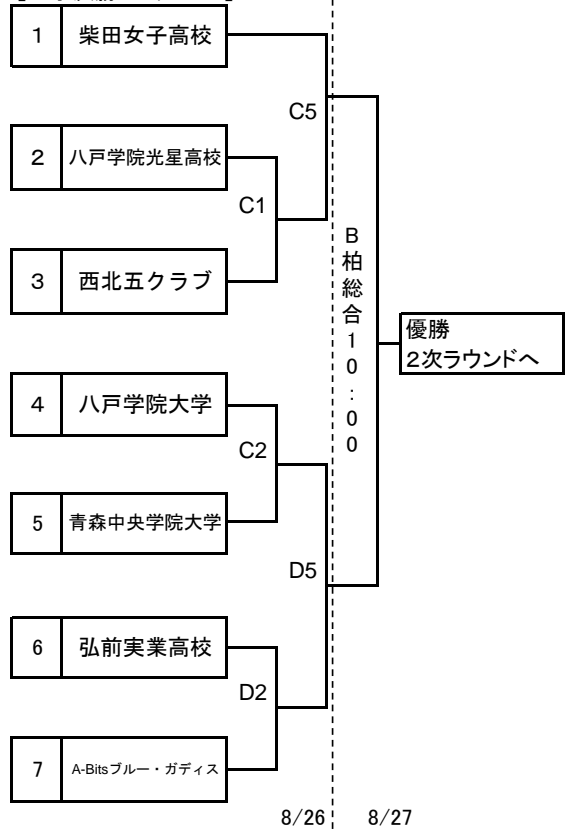 1 柴田女子高校
C5
2 八戸学院光星高校
C1
3 西北五クラブ
B柏総合10:00
優勝
2次ラウンドへ
4 八戸学院大学
C2
5 青森中央学院大学
D5
6 弘前実業高校
D2
7 A-Bitsブルー・ガディス
8/26 8/27